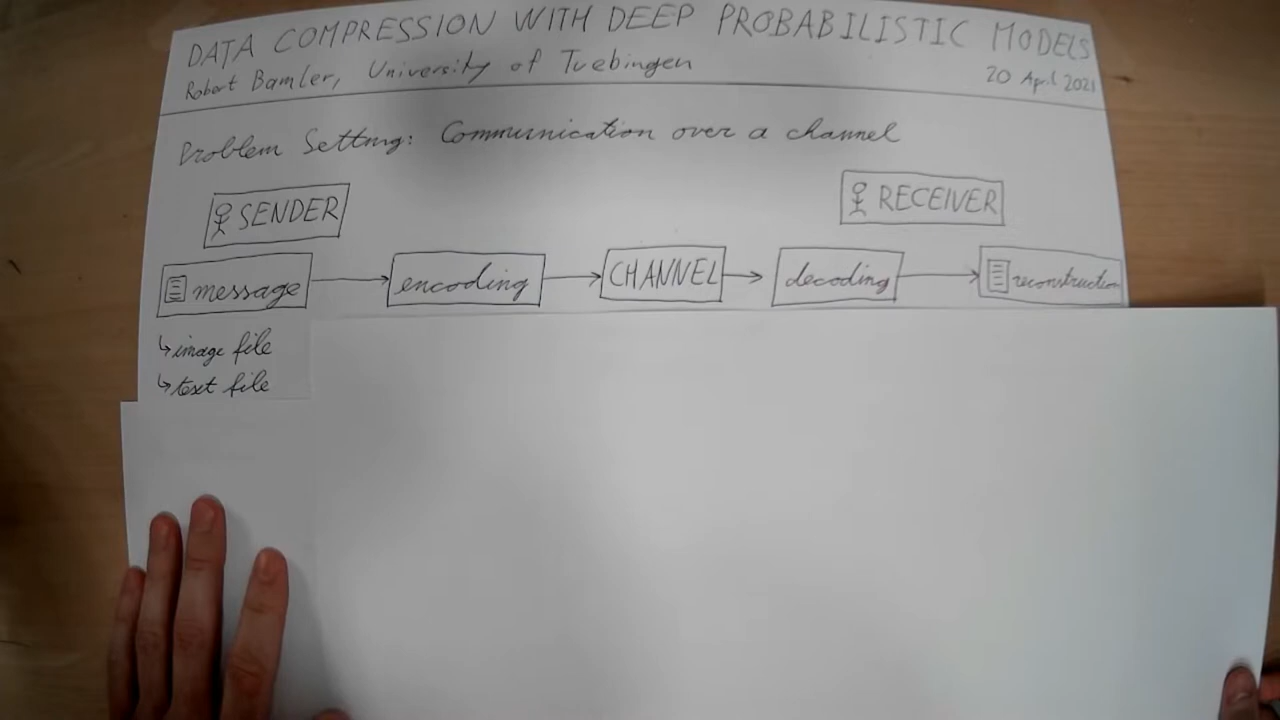 DATA COMPRESSION WITH DEEP PROBABILISTIC MODELS
Robert Bamler, University of Tuebingen
20 April 2021
Problem Setting: Communication over a channel
SENDER
RECEIVER
message
encoding
CHANNEL
decoding
reconstruction
↳ image file
↳ text file